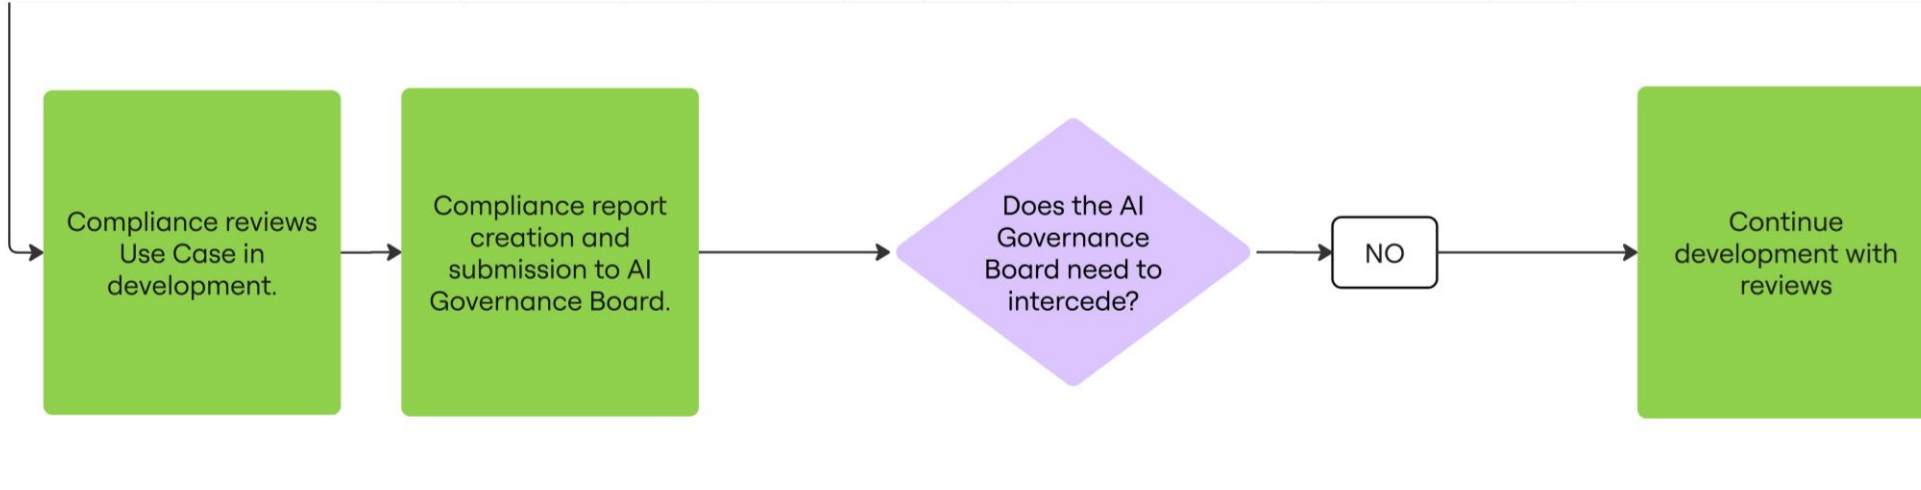 Compliance reviews
Use Case in
development.
Compliance report
creation and
submission to AI
Governance Board.
Does the AI
Governance
Board need to
intercede?
NO
Continue
development with
reviews